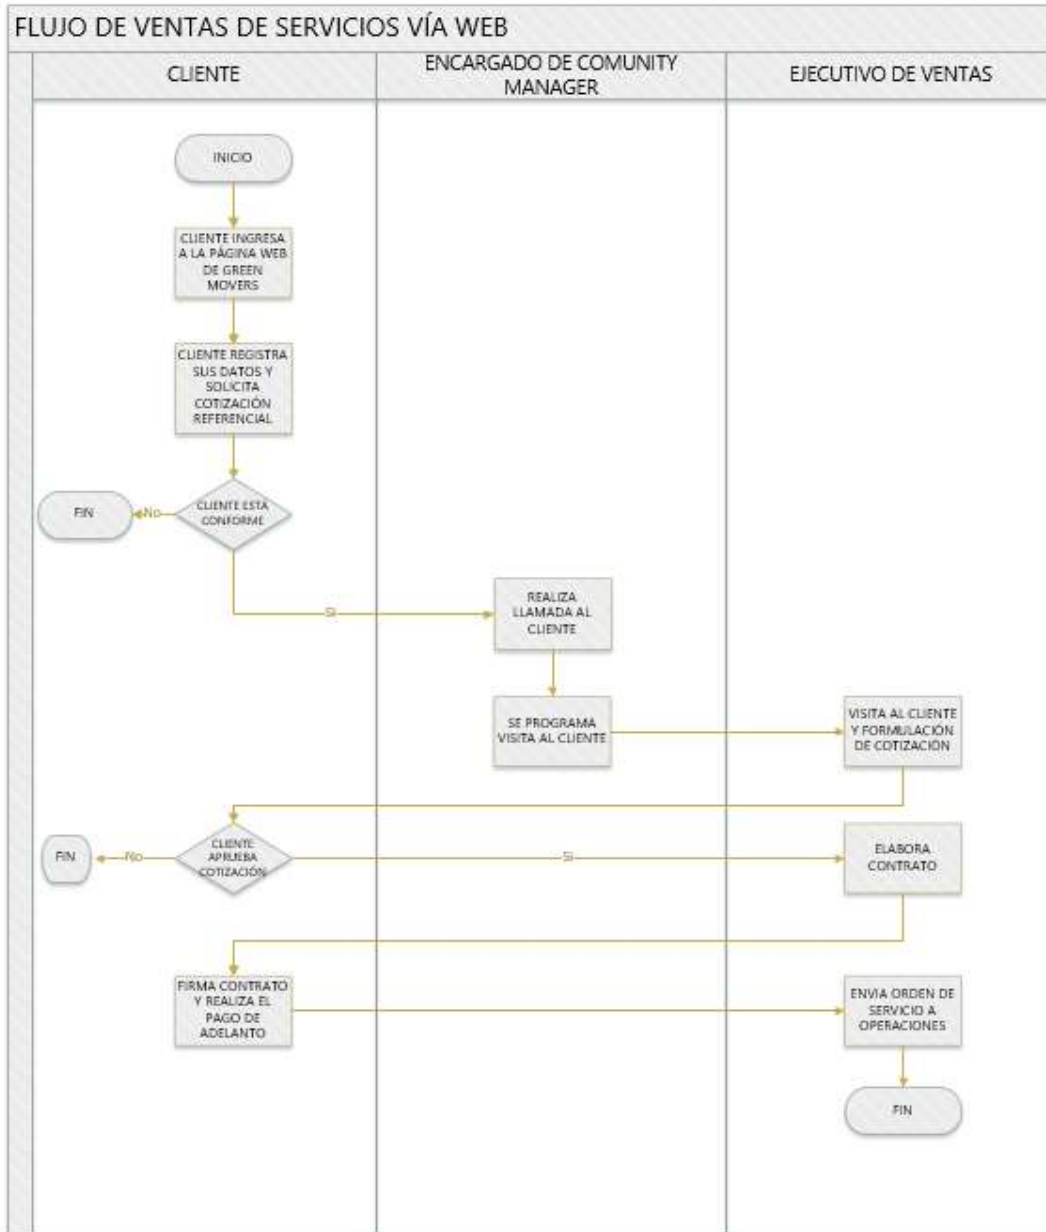 FLUJO DE VENTAS DE SERVICIOS VÍA WEB
CLIENTE
ENCARGADO DE COMUNITY
MANAGER
EJECUTIVO DE VENTAS
INICIO
CLIENTE INGRESA
A LA PÁGINA WEB
DE GREEN
MOVERS
CLIENTE REGISTRA
SUS DATOS Y
SOLICITA
COTIZACIÓN
REFERENCIAL
CLIENTE ESTA
CONFORME
No
FIN
SI
REALIZA
LLAMADA AL
CLIENTE
SE PROGRAMA
VISITA AL CLIENTE
VISITA AL CLIENTE
Y FORMULACIÓN
DE COTIZACIÓN
CLIENTE
APRUEBA
COTIZACIÓN
No
FIN
SI
ELABORA
CONTRATO
FIRMA CONTRATO
Y REALIZA EL
PAGO DE
ADELANTO
ENVIA ORDEN DE
SERVICIO A
OPERACIONES
FIN